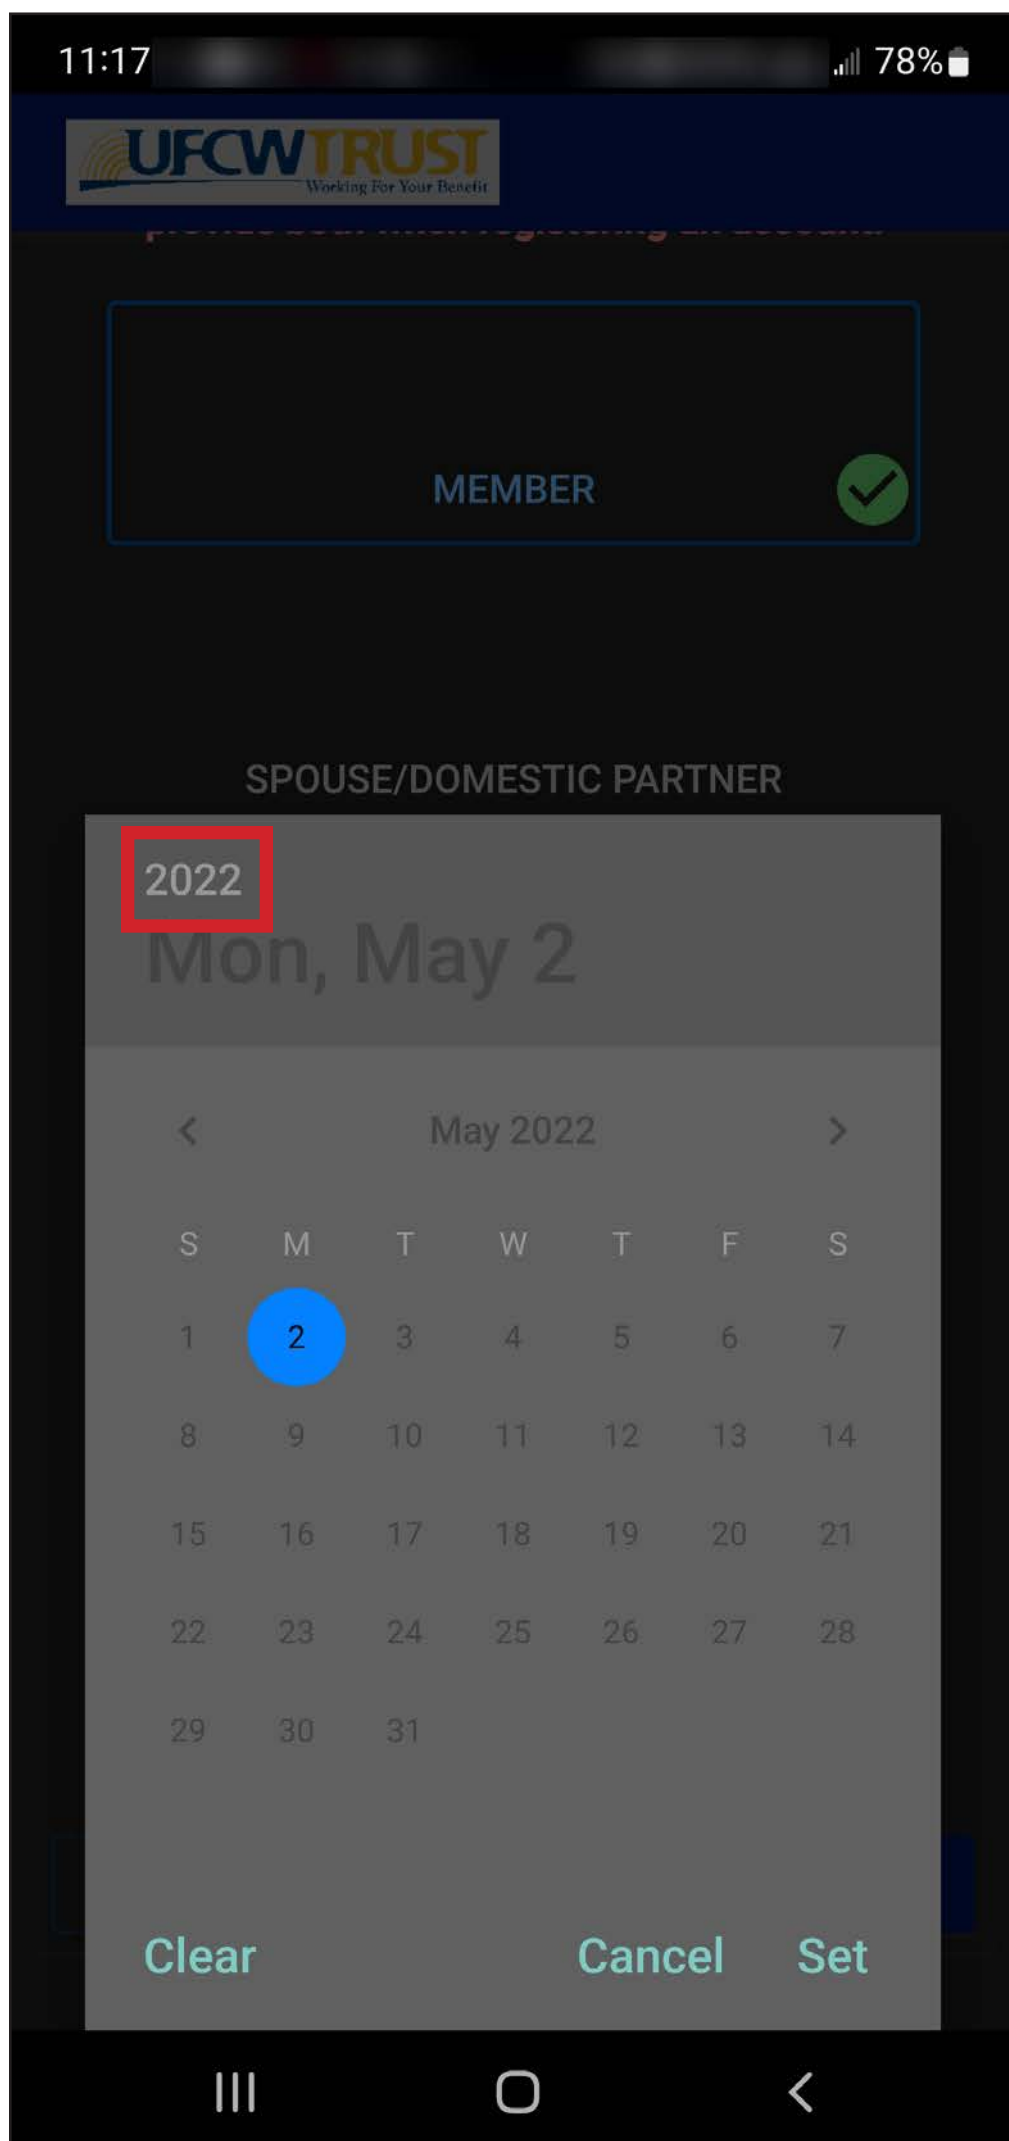 11:17 78%
UFCWTRUST
Working For Your Benefit
MEMBER
SPOUSE/DOMESTIC PARTNER
2022
Mon, May 2
May 2022
S M T W T F S
1 2 3 4 5 6 7
8 9 10 11 12 13 14
15 16 17 18 19 20 21
22 23 24 25 26 27 28
29 30 31
Clear Cancel Set